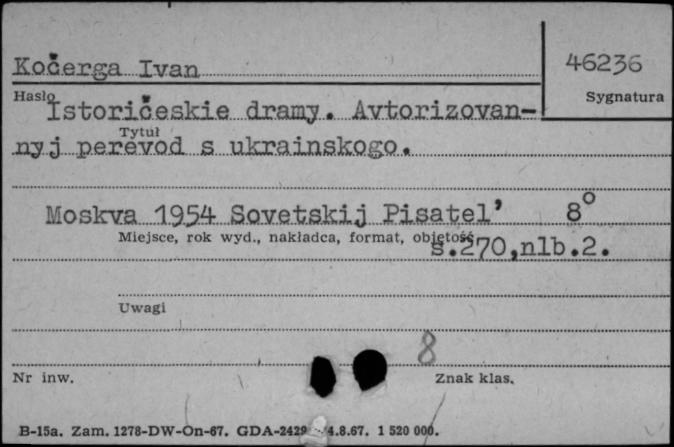 Kočerga Ivan
46236
Hasło
Sygnatura
Istoričeskie dramy. Avtorizovan-
Tytuł
nyj perevod s ukrainskogo.
Moskva 1954 Sovetskij Pisatel' 8°
Miejsce, rok wyd., nakładca, format, objętość
s.270,nlb.2.
Uwagi
8
Nr inw.
Znak klas.
B-15a. Zam. 1278-DW-On-67. GDA-2429 4.8.67. 1 520 000.